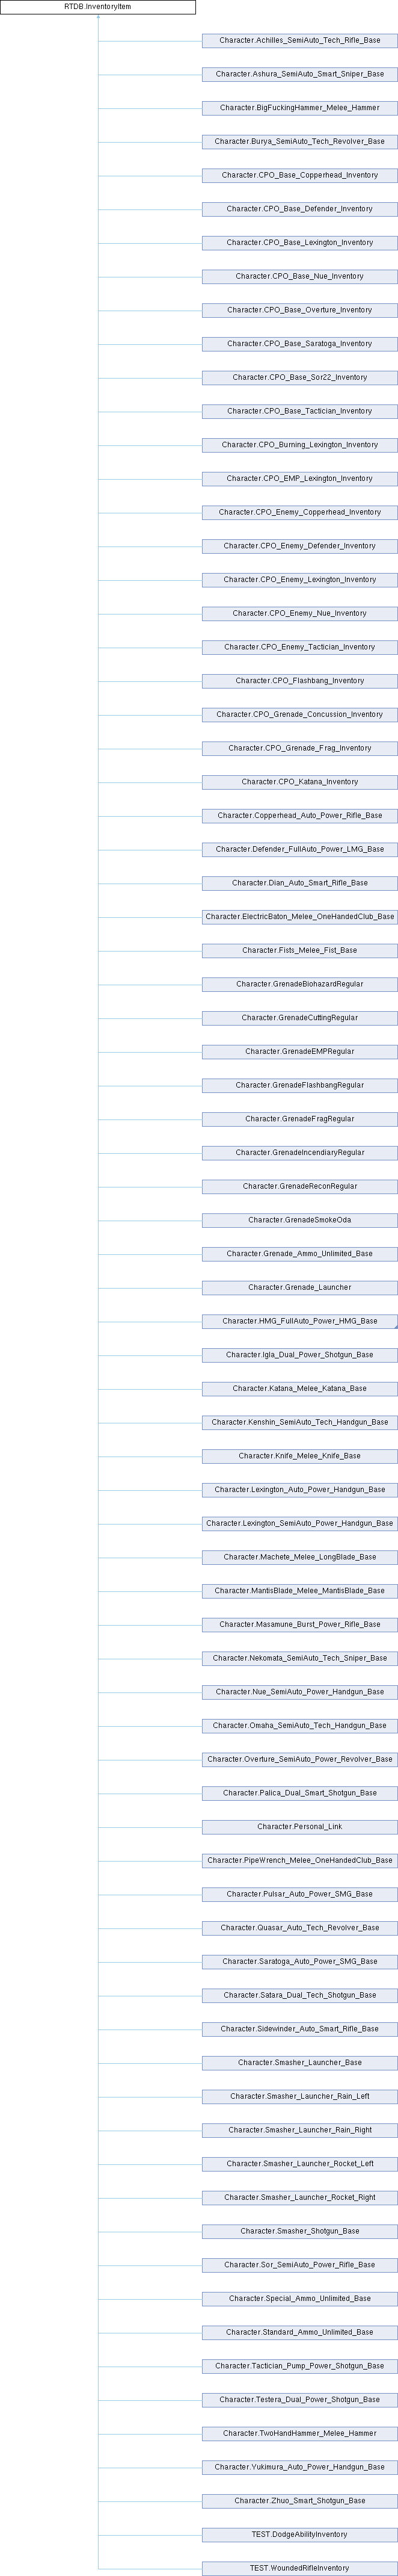 RTDB.InventoryItem
Character.Achilles_SemiAuto_Tech_Rifle_Base
Character.Ashura_SemiAuto_Smart_Sniper_Base
Character.BigFuckingHammer_Melee_Hammer
Character.Burya_SemiAuto_Tech_Revolver_Base
Character.CPO_Base_Copperhead_Inventory
Character.CPO_Base_Defender_Inventory
Character.CPO_Base_Lexington_Inventory
Character.CPO_Base_Nue_Inventory
Character.CPO_Base_Overture_Inventory
Character.CPO_Base_Saratoga_Inventory
Character.CPO_Base_Sor22_Inventory
Character.CPO_Base_Tactician_Inventory
Character.CPO_Burning_Lexington_Inventory
Character.CPO_EMP_Lexington_Inventory
Character.CPO_Enemy_Copperhead_Inventory
Character.CPO_Enemy_Defender_Inventory
Character.CPO_Enemy_Lexington_Inventory
Character.CPO_Enemy_Nue_Inventory
Character.CPO_Enemy_Tactician_Inventory
Character.CPO_Flashbang_Inventory
Character.CPO_Grenade_Concussion_Inventory
Character.CPO_Grenade_Frag_Inventory
Character.CPO_Katana_Inventory
Character.Copperhead_Auto_Power_Rifle_Base
Character.Defender_FullAuto_Power_LMG_Base
Character.Dian_Auto_Smart_Rifle_Base
Character.ElectricBaton_Melee_OneHandedClub_Base
Character.Fists_Melee_Fist_Base
Character.GrenadeBiohazardRegular
Character.GrenadeCuttingRegular
Character.GrenadeEMPRegular
Character.GrenadeFlashbangRegular
Character.GrenadeFragRegular
Character.GrenadeIncendiaryRegular
Character.GrenadeReconRegular
Character.GrenadeSmokeOda
Character.Grenade_Ammo_Unlimited_Base
Character.Grenade_Launcher
Character.HMG_FullAuto_Power_HMG_Base
Character.Igla_Dual_Power_Shotgun_Base
Character.Katana_Melee_Katana_Base
Character.Kenshin_SemiAuto_Tech_Handgun_Base
Character.Knife_Melee_Knife_Base
Character.Lexington_Auto_Power_Handgun_Base
Character.Lexington_SemiAuto_Power_Handgun_Base
Character.Machete_Melee_LongBlade_Base
Character.MantisBlade_Melee_MantisBlade_Base
Character.Masamune_Burst_Power_Rifle_Base
Character.Nekomata_SemiAuto_Tech_Sniper_Base
Character.Nue_SemiAuto_Power_Handgun_Base
Character.Omaha_SemiAuto_Tech_Handgun_Base
Character.Overture_SemiAuto_Power_Revolver_Base
Character.Palica_Dual_Smart_Shotgun_Base
Character.Personal_Link
Character.PipeWrench_Melee_OneHandedClub_Base
Character.Pulsar_Auto_Power_SMG_Base
Character.Quasar_Auto_Tech_Revolver_Base
Character.Saratoga_Auto_Power_SMG_Base
Character.Satara_Dual_Tech_Shotgun_Base
Character.Sidewinder_Auto_Smart_Rifle_Base
Character.Smasher_Launcher_Base
Character.Smasher_Launcher_Rain_Left
Character.Smasher_Launcher_Rain_Right
Character.Smasher_Launcher_Rocket_Left
Character.Smasher_Launcher_Rocket_Right
Character.Smasher_Shotgun_Base
Character.Sor_SemiAuto_Power_Rifle_Base
Character.Special_Ammo_Unlimited_Base
Character.Standard_Ammo_Unlimited_Base
Character.Tactician_Pump_Power_Shotgun_Base
Character.Testera_Dual_Power_Shotgun_Base
Character.TwoHandHammer_Melee_Hammer
Character.Yukimura_Auto_Power_Handgun_Base
Character.Zhuo_Smart_Shotgun_Base
TEST.DodgeAbilityInventory
TEST.WoundedRifleInventory